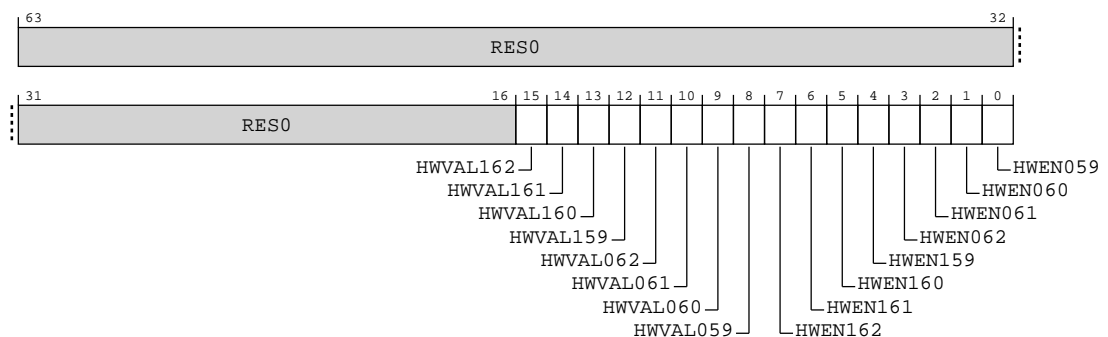 63 32
RES0
31 16 15 14 13 12 11 10 9 8 7 6 5 4 3 2 1 0
RES0
HWVAL162 HWEN059
HWVAL161 HWEN060
HWVAL160 HWEN061
HWVAL159 HWEN062
HWVAL062 HWEN159
HWVAL061 HWEN160
HWVAL060 HWEN161
HWVAL059 HWEN162